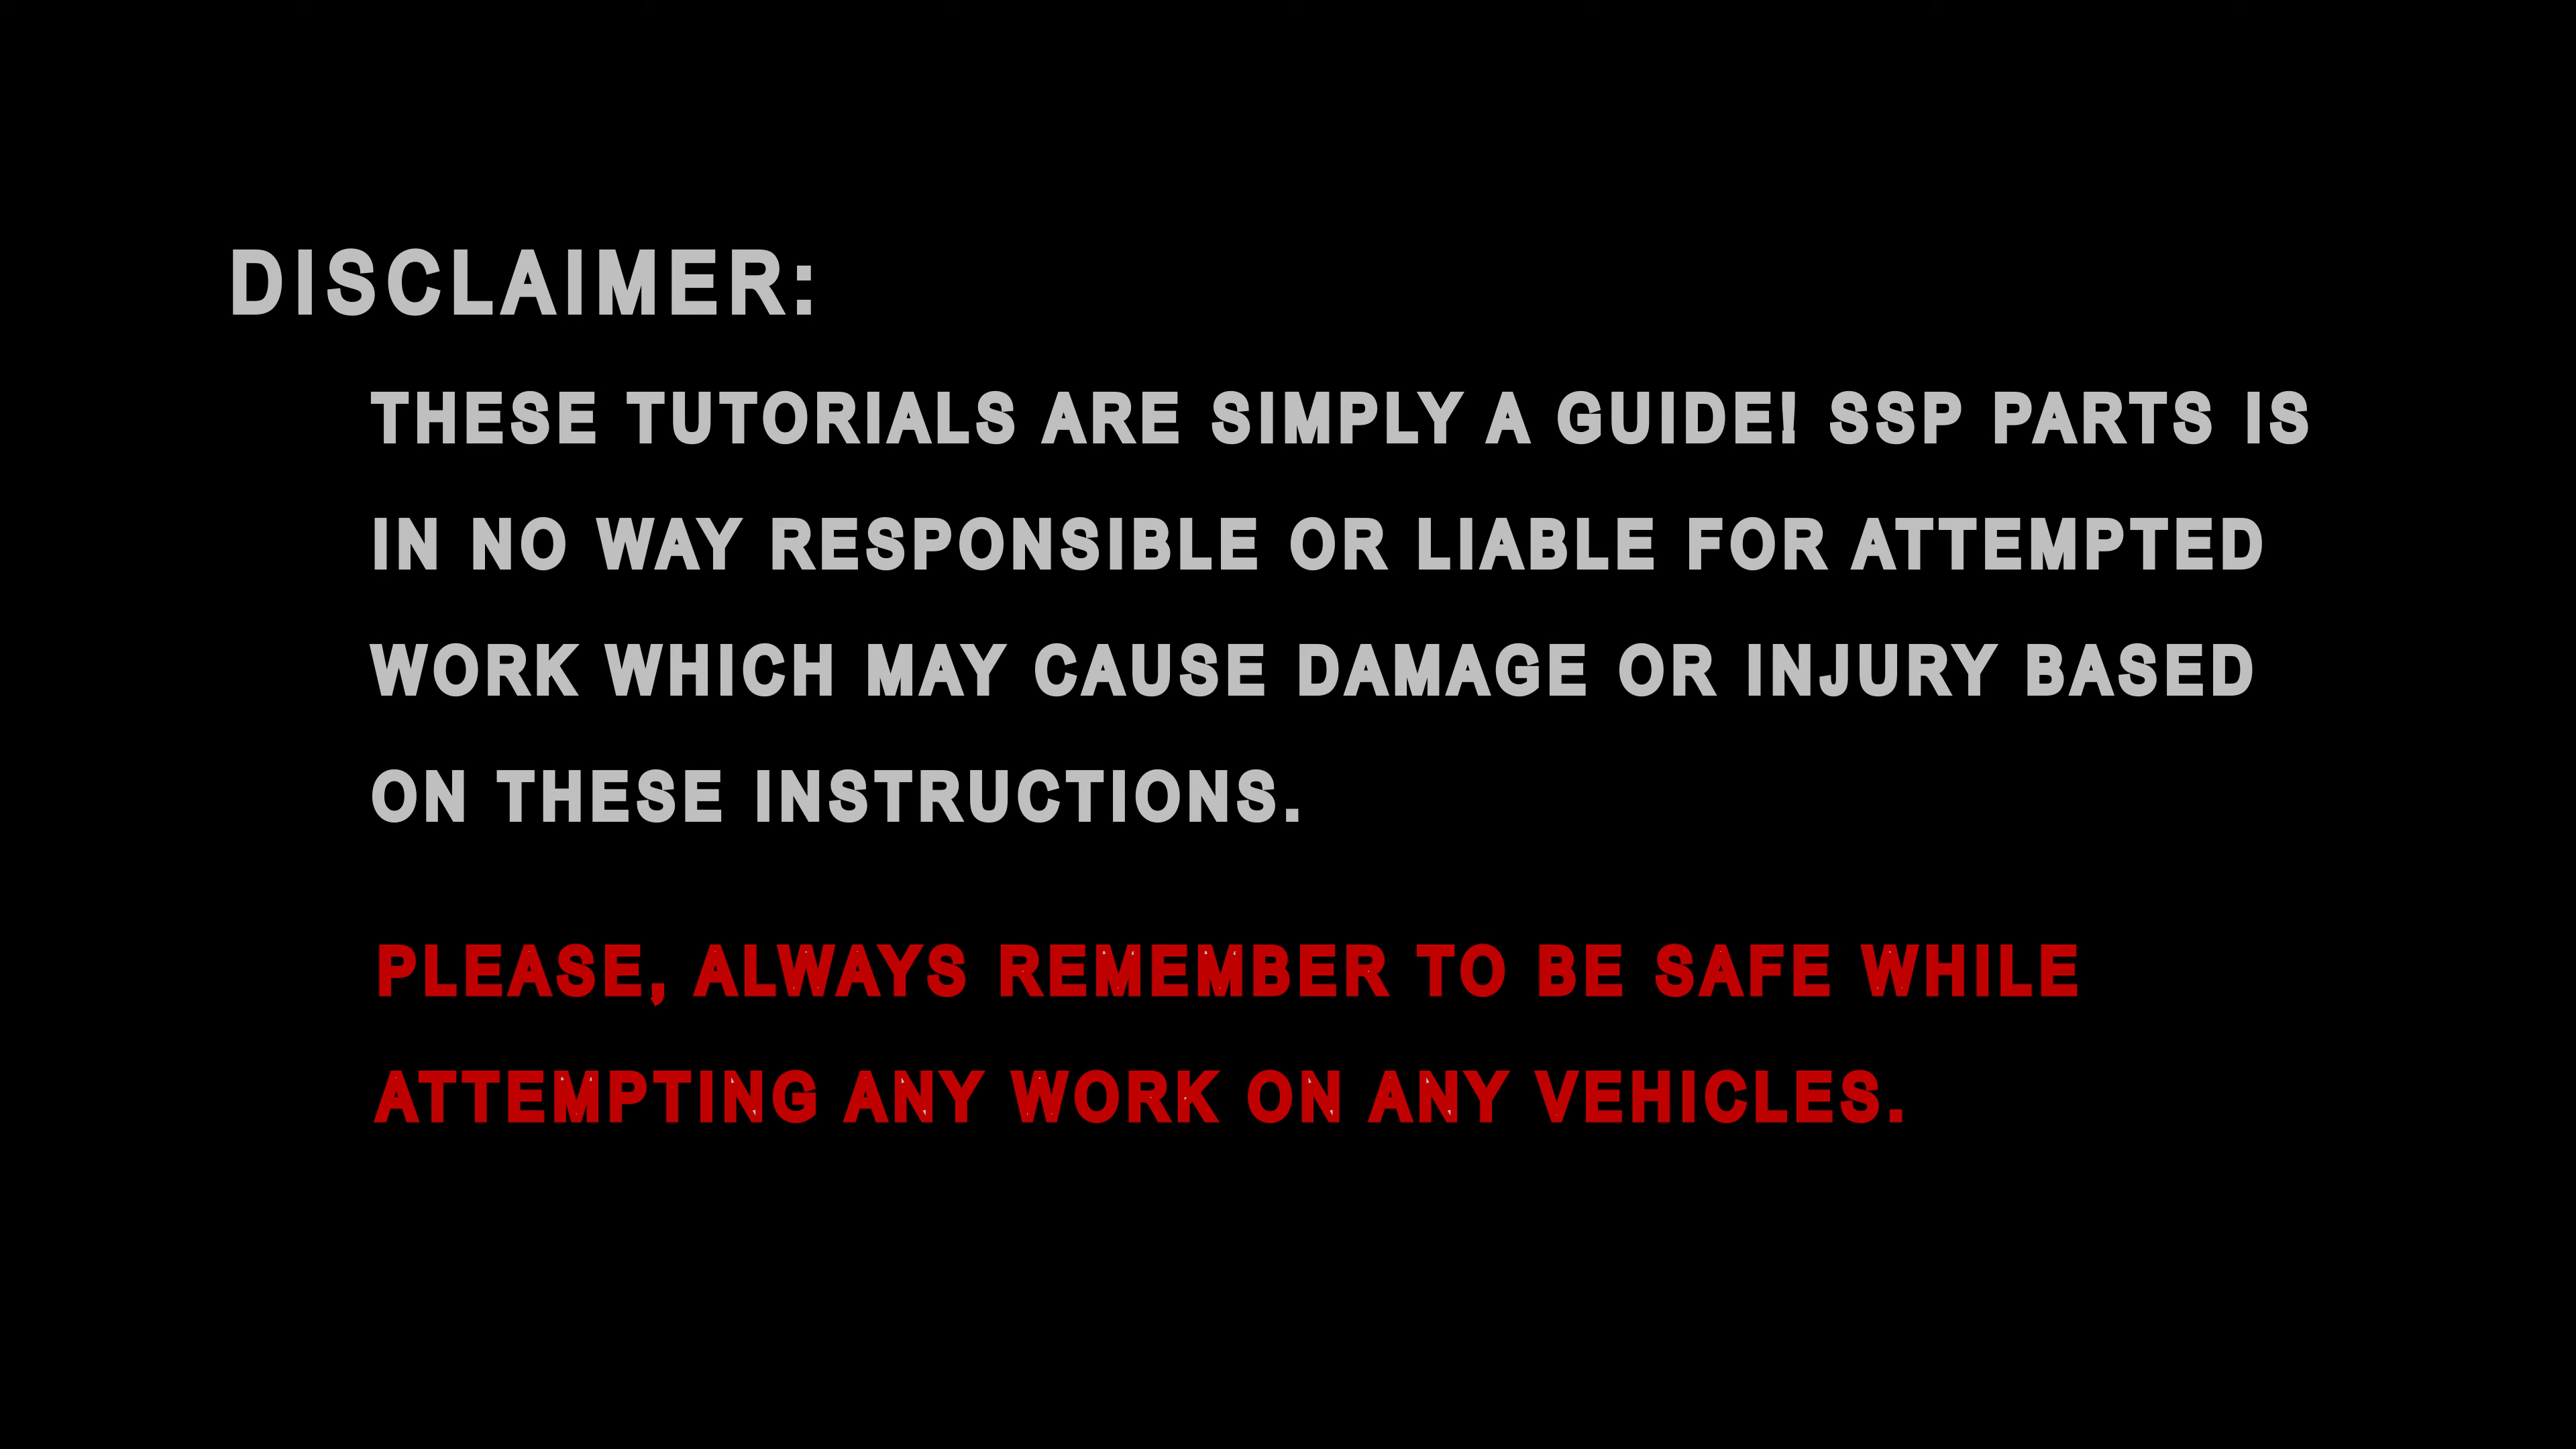 DISCLAIMER:
THESE TUTORIALS ARE SIMPLY A GUIDE! SSP PARTS IS
IN NO WAY RESPONSIBLE OR LIABLE FOR ATTEMPTED
WORK WHICH MAY CAUSE DAMAGE OR INJURY BASED
ON THESE INSTRUCTIONS.
PLEASE, ALWAYS REMEMBER TO BE SAFE WHILE
ATTEMPTING ANY WORK ON ANY VEHICLES.